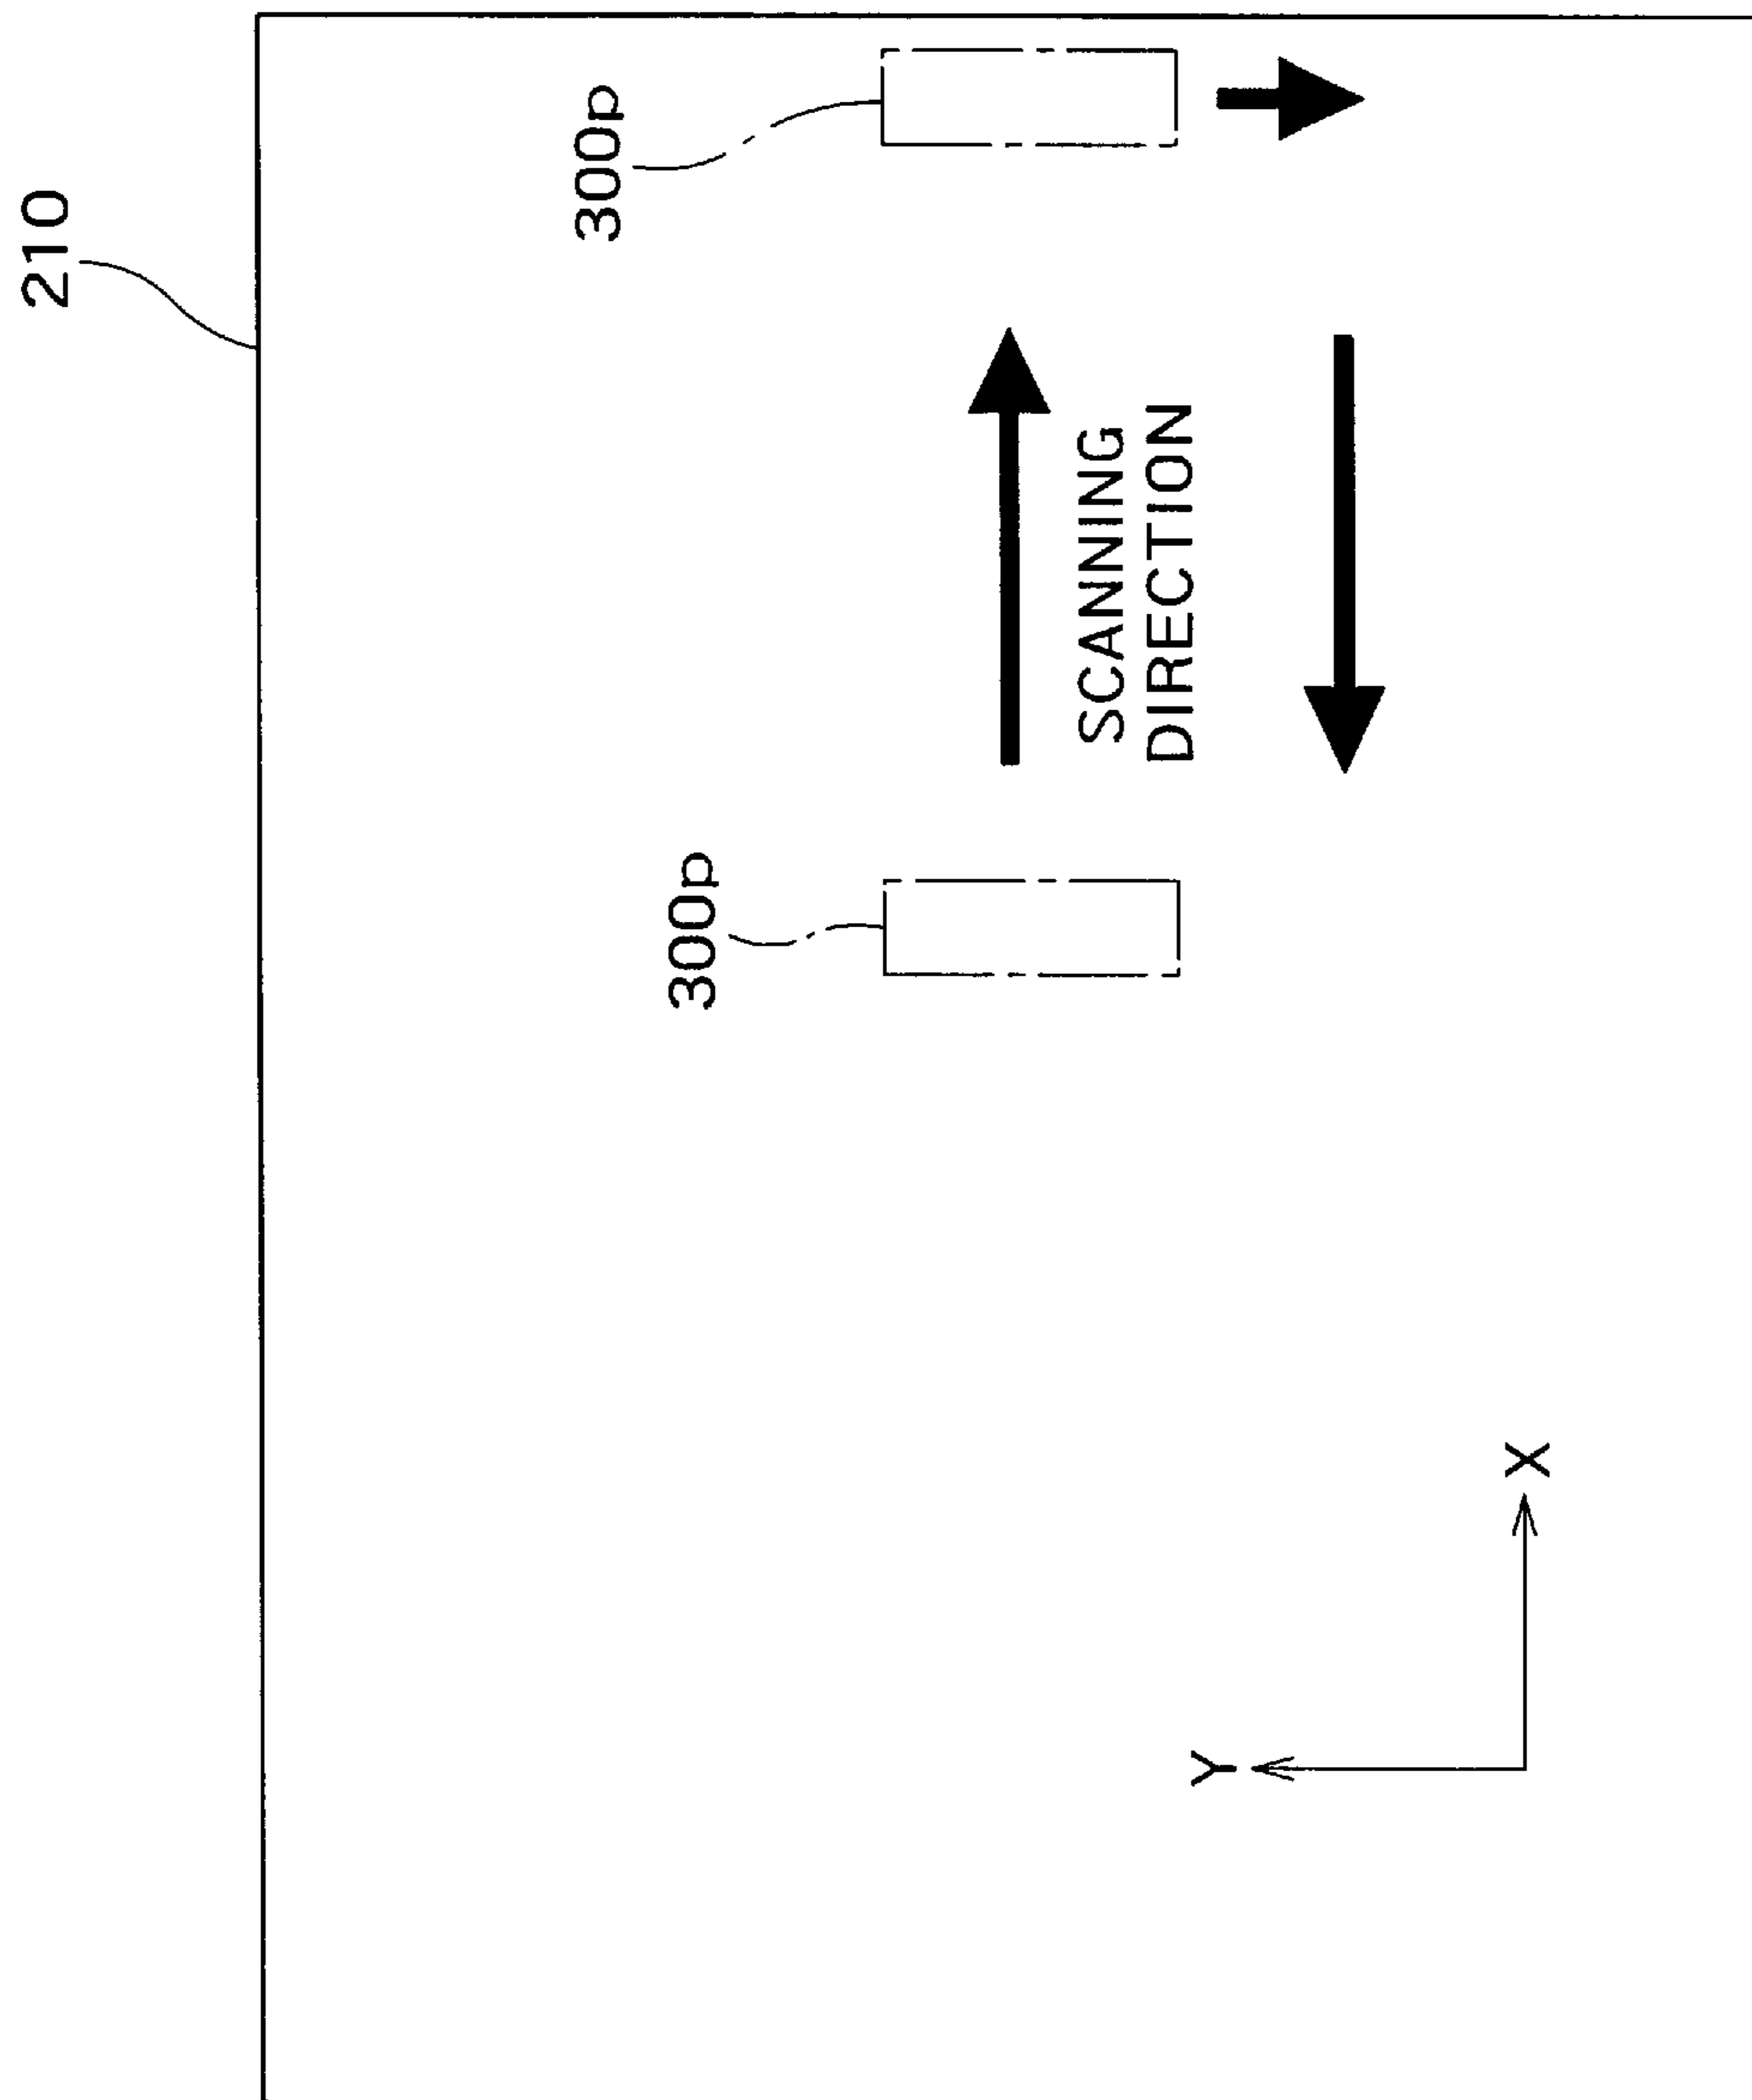 210
300p
300p
SCANNING
DIRECTION
Y
X